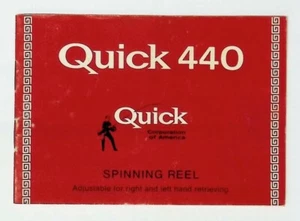 Quick 440
Quick
Corporation
of America
SPINNING REEL
Adjustable for right and left hand retrieving.